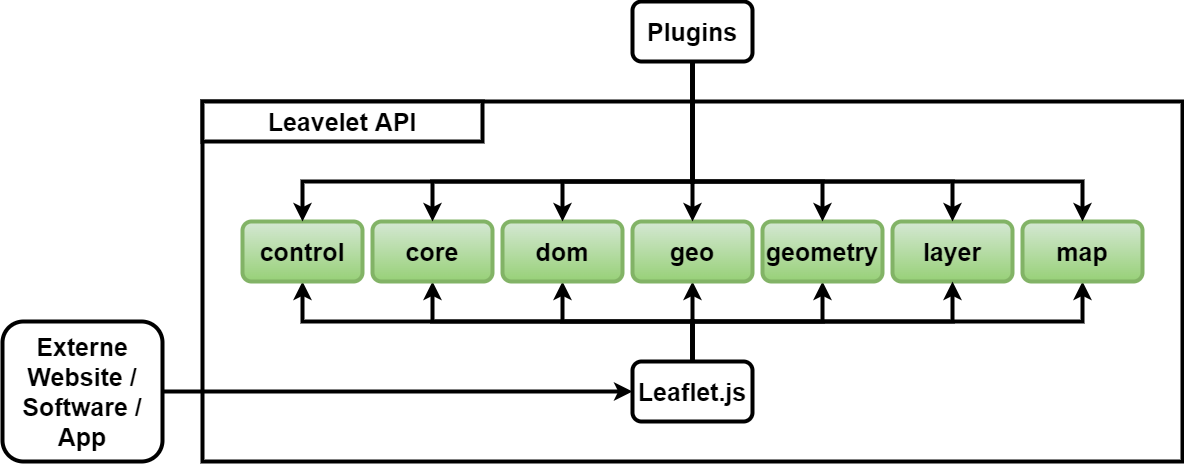 Plugins
Leavelet API
control
core
dom
geo
geometry
layer
map
Externe
Website /
Software /
App
Leaflet.js